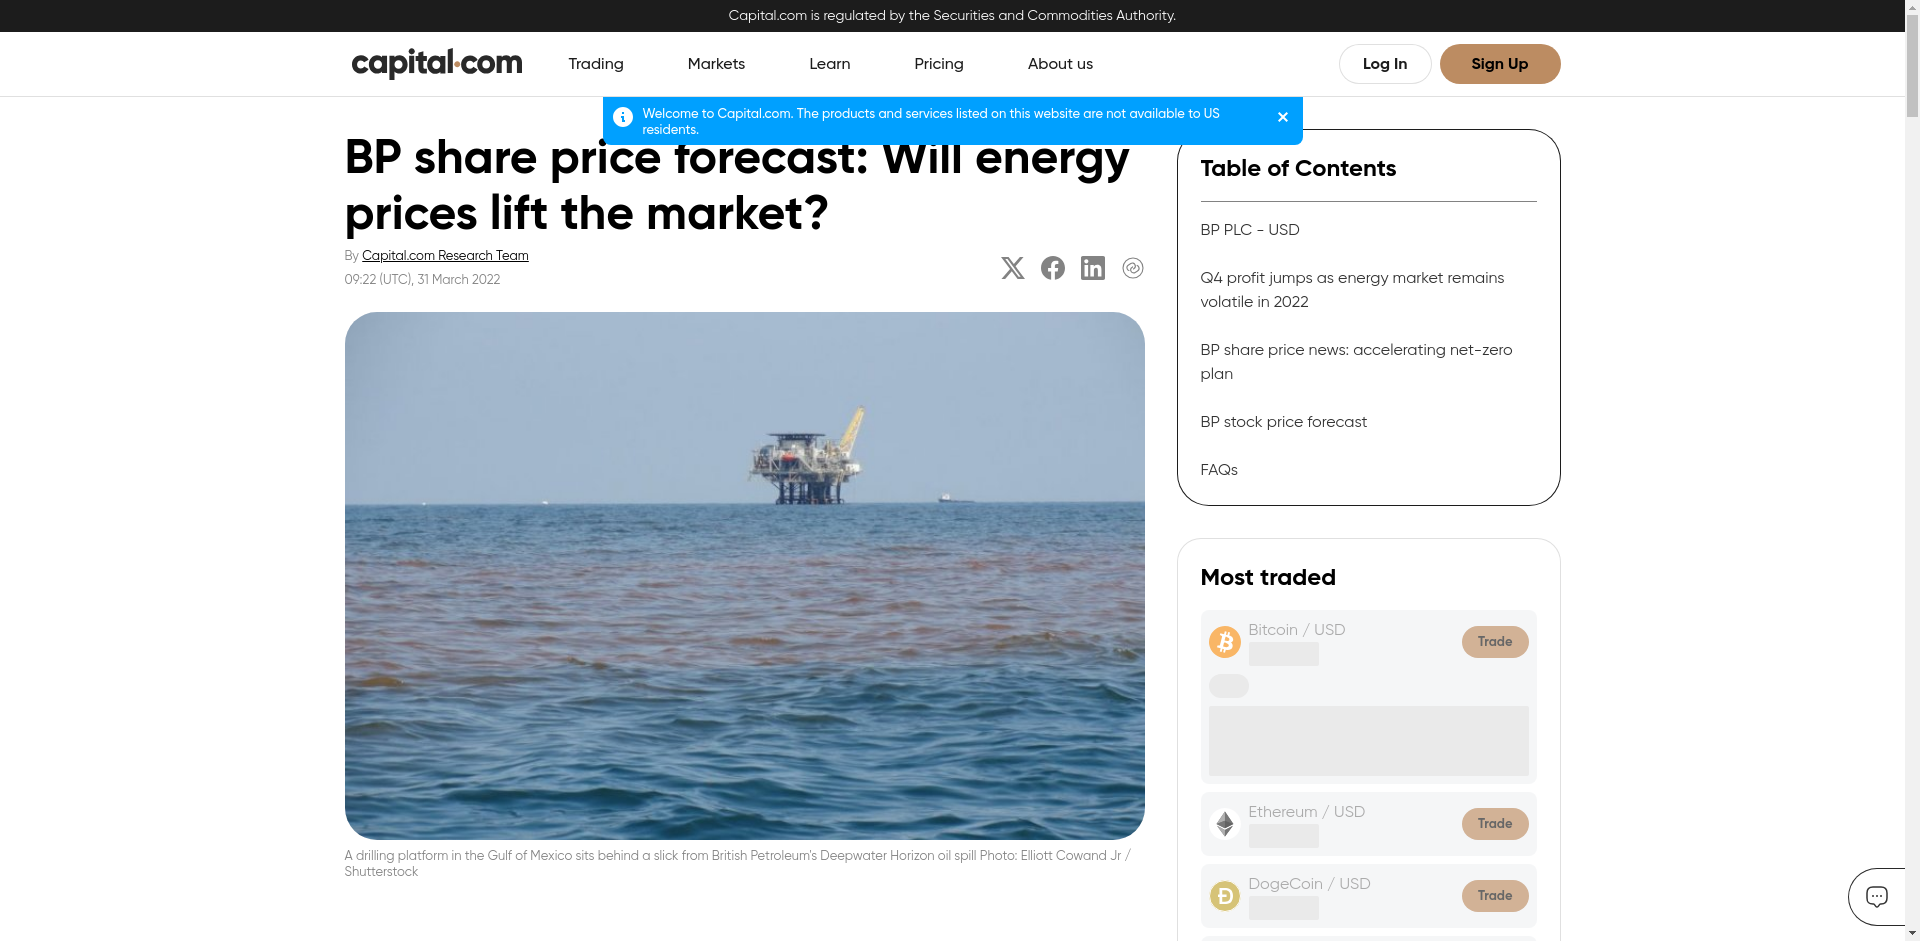 Capital.com is regulated by the Securities and Commodities Authority.
capital.com
Trading
Markets
Learn
Pricing
About us
Log In
Sign Up
Welcome to Capital.com. The products and services listed on this website are not available to US
residents.
BP share price forecast: Will energy
prices lift the market?
By Capital.com Research Team
09:22 (UTC), 31 March 2022
A drilling platform in the Gulf of Mexico sits behind a slick from British Petroleum's Deepwater Horizon oil spill Photo: Elliott Cowand Jr /
Shutterstock
Table of Contents
BP PLC - USD
Q4 profit jumps as energy market remains
volatile in 2022
BP share price news: accelerating net-zero
plan
BP stock price forecast
FAQs
Most traded
Bitcoin / USD
Trade
Ethereum / USD
Trade
DogeCoin / USD
Trade